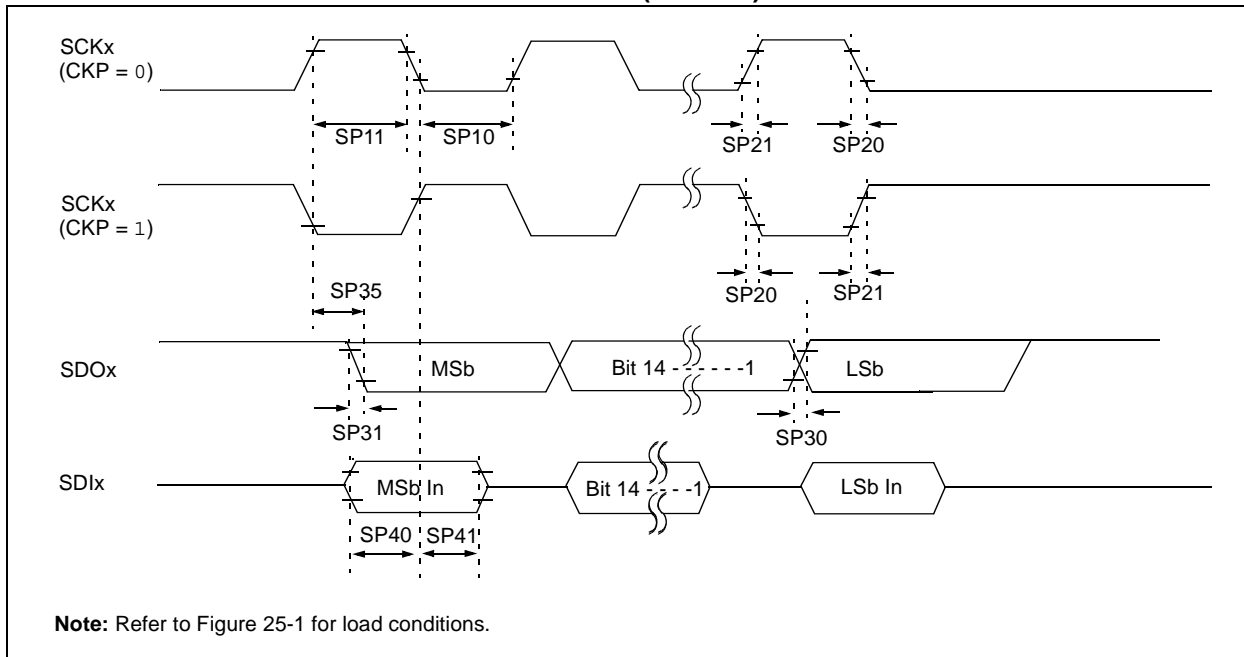 SCKx
(CKP = 0)
SP11
SP10
SP21
SP20
SCKx
(CKP = 1)
SP35
SP20
SP21
SDOx
MSb
Bit 14 - - - - - -1
LSb
SP31
SP30
SDIx
MSb In
Bit 14 - - - -1
LSb In
SP40
SP41
Note: Refer to Figure 25-1 for load conditions.